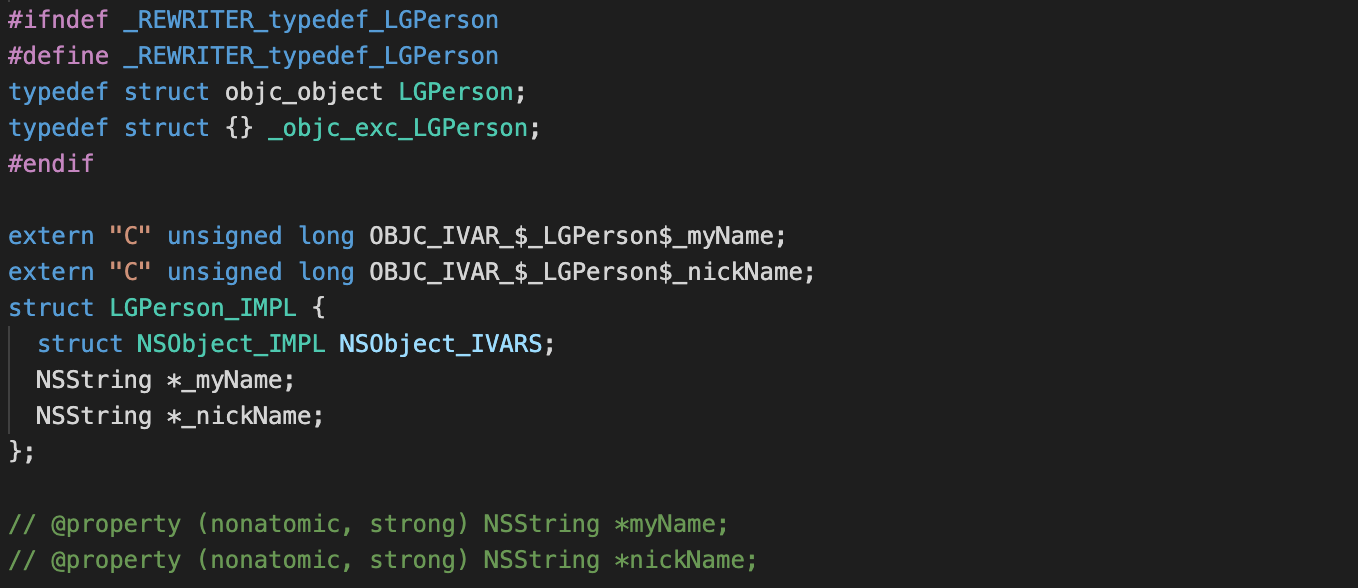 #ifndef _REWRITER_typedef_LGPerson
#define _REWRITER_typedef_LGPerson
typedef struct objc_object LGPerson;
typedef struct {} _objc_exc_LGPerson;
#endif

extern "C" unsigned long OBJC_IVAR_$_LGPerson$_myName;
extern "C" unsigned long OBJC_IVAR_$_LGPerson$_nickName;
struct LGPerson_IMPL {
  struct NSObject_IMPL NSObject_IVARS;
  NSString *_myName;
  NSString *_nickName;
};

// @property (nonatomic, strong) NSString *myName;
// @property (nonatomic, strong) NSString *nickName;